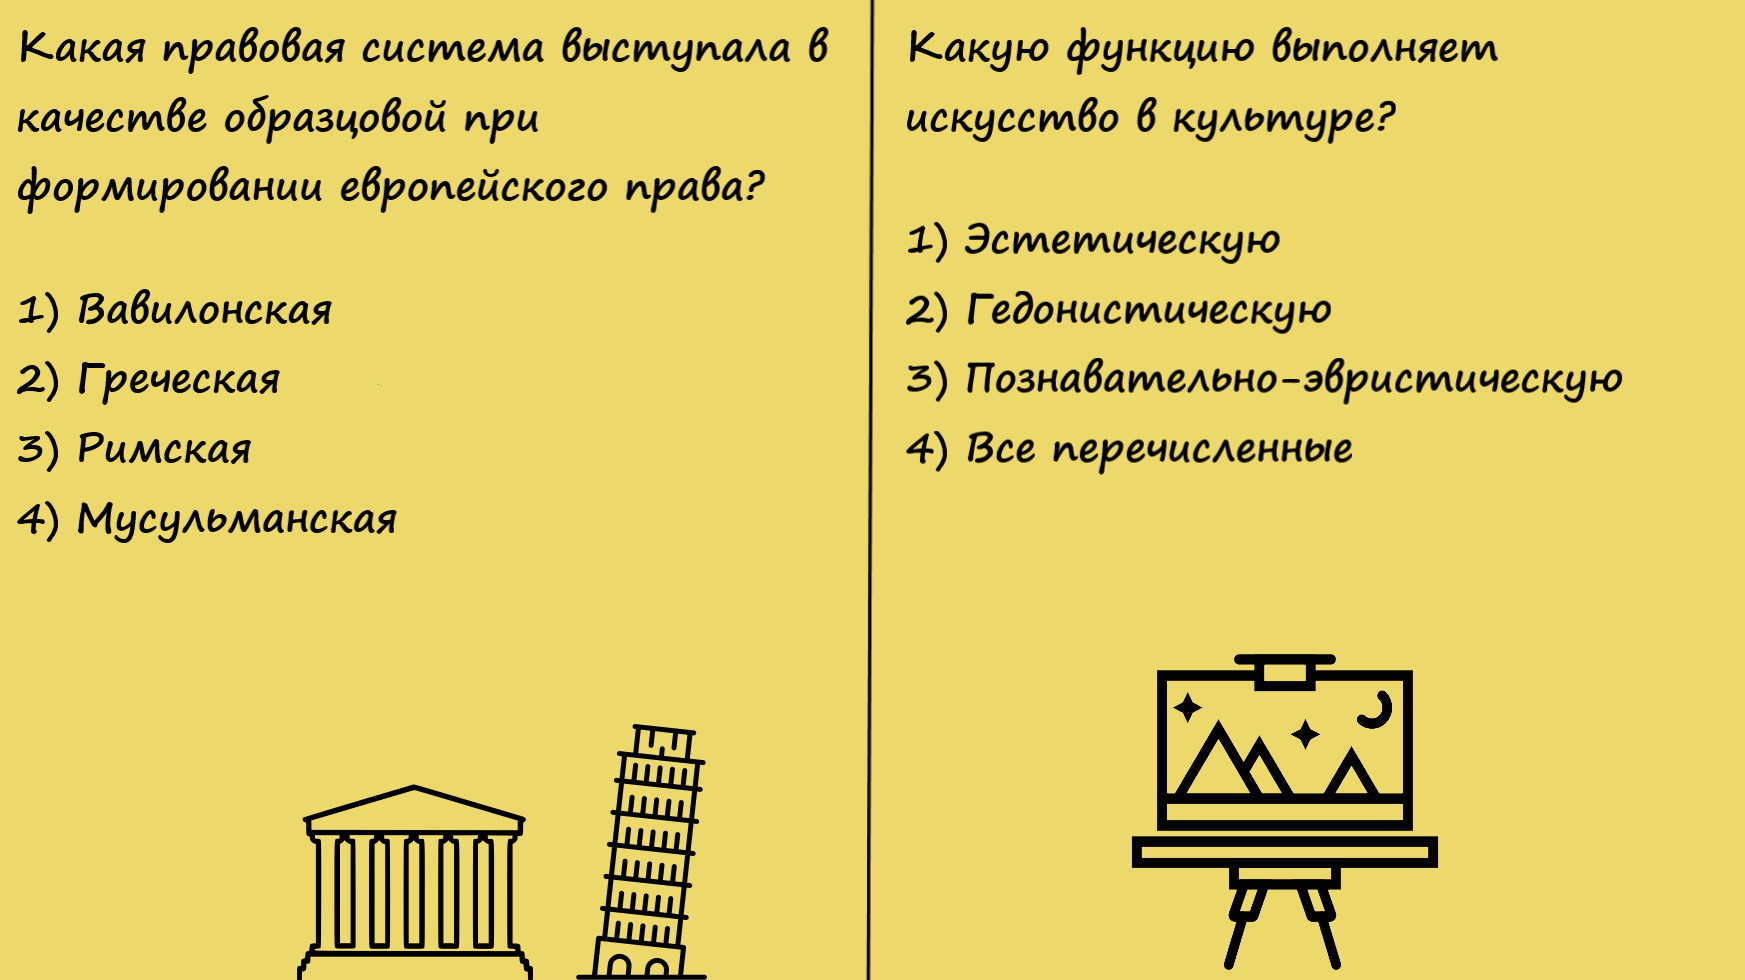 Какая правовая система выступала в
качестве образцовой при
формировании европейского права?
1) Вавилонская
2) Греческая
3) Римская
4) Мусульманская
Какую функцию выполняет
искусство в культуре?
1) Эстетическую
2) Гедонистическую
3) Познавательно-эвристическую
4) Все перечисленные